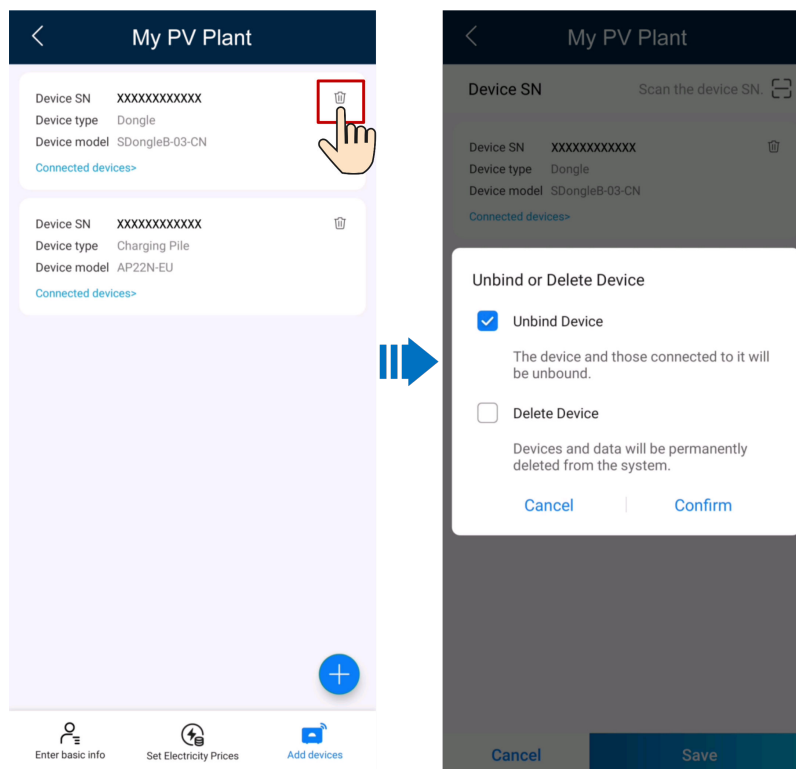 My PV Plant
Device SN XXXXXXXXXXXX
Device type Dongle
Device model SDongleB-03-CN
Connected devices>
Device SN XXXXXXXXXXXX
Device type Charging Pile
Device model AP22N-EU
Connected devices>
Enter basic info
Set Electricity Prices
Add devices
My PV Plant
Device SN Scan the device SN.
Device SN XXXXXXXXXXXX
Device type Dongle
Device model SDongleB-03-CN
Connected devices>
Unbind or Delete Device
Unbind Device
The device and those connected to it will
be unbound.
Delete Device
Devices and data will be permanently
deleted from the system.
Cancel Confirm
Cancel Save